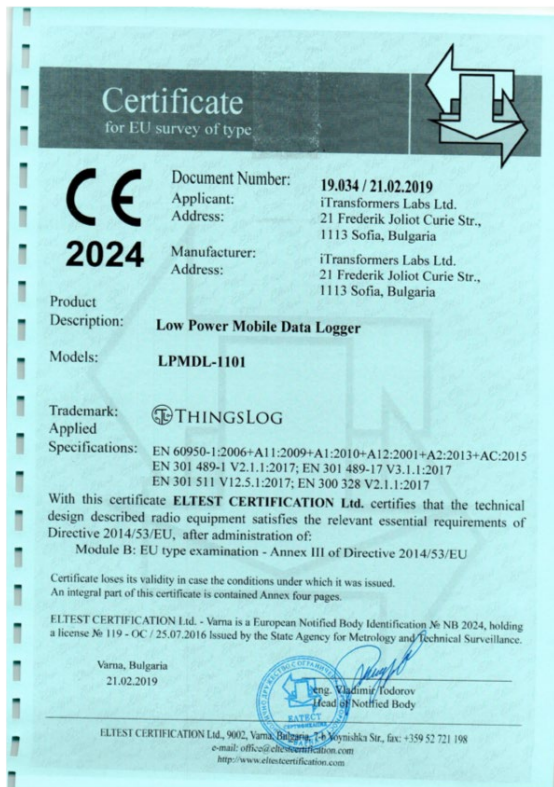 Certificate
for EU survey of type
CE
2024
Document Number: 19.034 / 21.02.2019
Applicant: iTransformers Labs Ltd.
Address: 21 Frederik Joliot Curie Str.,
1113 Sofia, Bulgaria
Manufacturer: iTransformers Labs Ltd.
Address: 21 Frederik Joliot Curie Str.,
1113 Sofia, Bulgaria
Product
Description: Low Power Mobile Data Logger
Models: LPMDL-1101
Trademark: THINGSLOG
Applied
Specifications: EN 60950-1:2006+A11:2009+A1:2010+A12:2001+A2:2013+AC:2015
EN 301 489-1 V2.1.1:2017; EN 301 489-17 V3.1.1:2017
EN 301 511 V12.5.1:2017; EN 300 328 V2.1.1:2017
With this certificate ELTEST CERTIFICATION Ltd. certifies that the technical
design described radio equipment satisfies the relevant essential requirements of
Directive 2014/53/EU, after administration of:
Module B: EU type examination - Annex III of Directive 2014/53/EU
Certificate loses its validity in case the conditions under which it was issued.
An integral part of this certificate is contained Annex four pages.
ELTEST CERTIFICATION Ltd. - Varna is a European Notified Body Identification № NB 2024, holding
a license № 119 - OC / 25.07.2016 Issued by the State Agency for Metrology and Technical Surveillance.
Varna, Bulgaria
21.02.2019
eng. Vladimir Todorov
Head of Notified Body
ELTEST CERTIFICATION Ltd., 9002, Varna, Bulgaria, 7-b Voynishka Str., fax: +359 52 721 198
e-mail: office@eltestcertification.com
http://www.eltestcertification.com